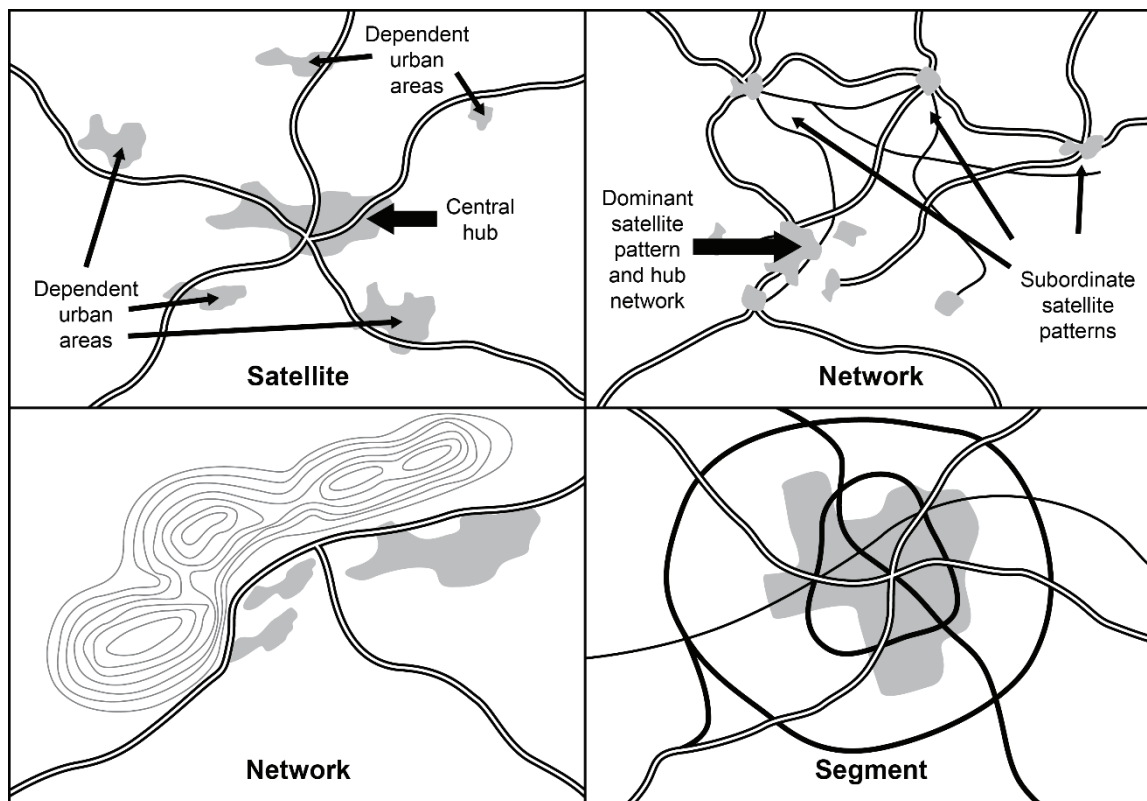 Dependent
urban
areas
Central
hub
Dependent
urban
areas
Satellite
Dominant
satellite
pattern
and hub
network
Subordinate
satellite
patterns
Network
Network
Segment